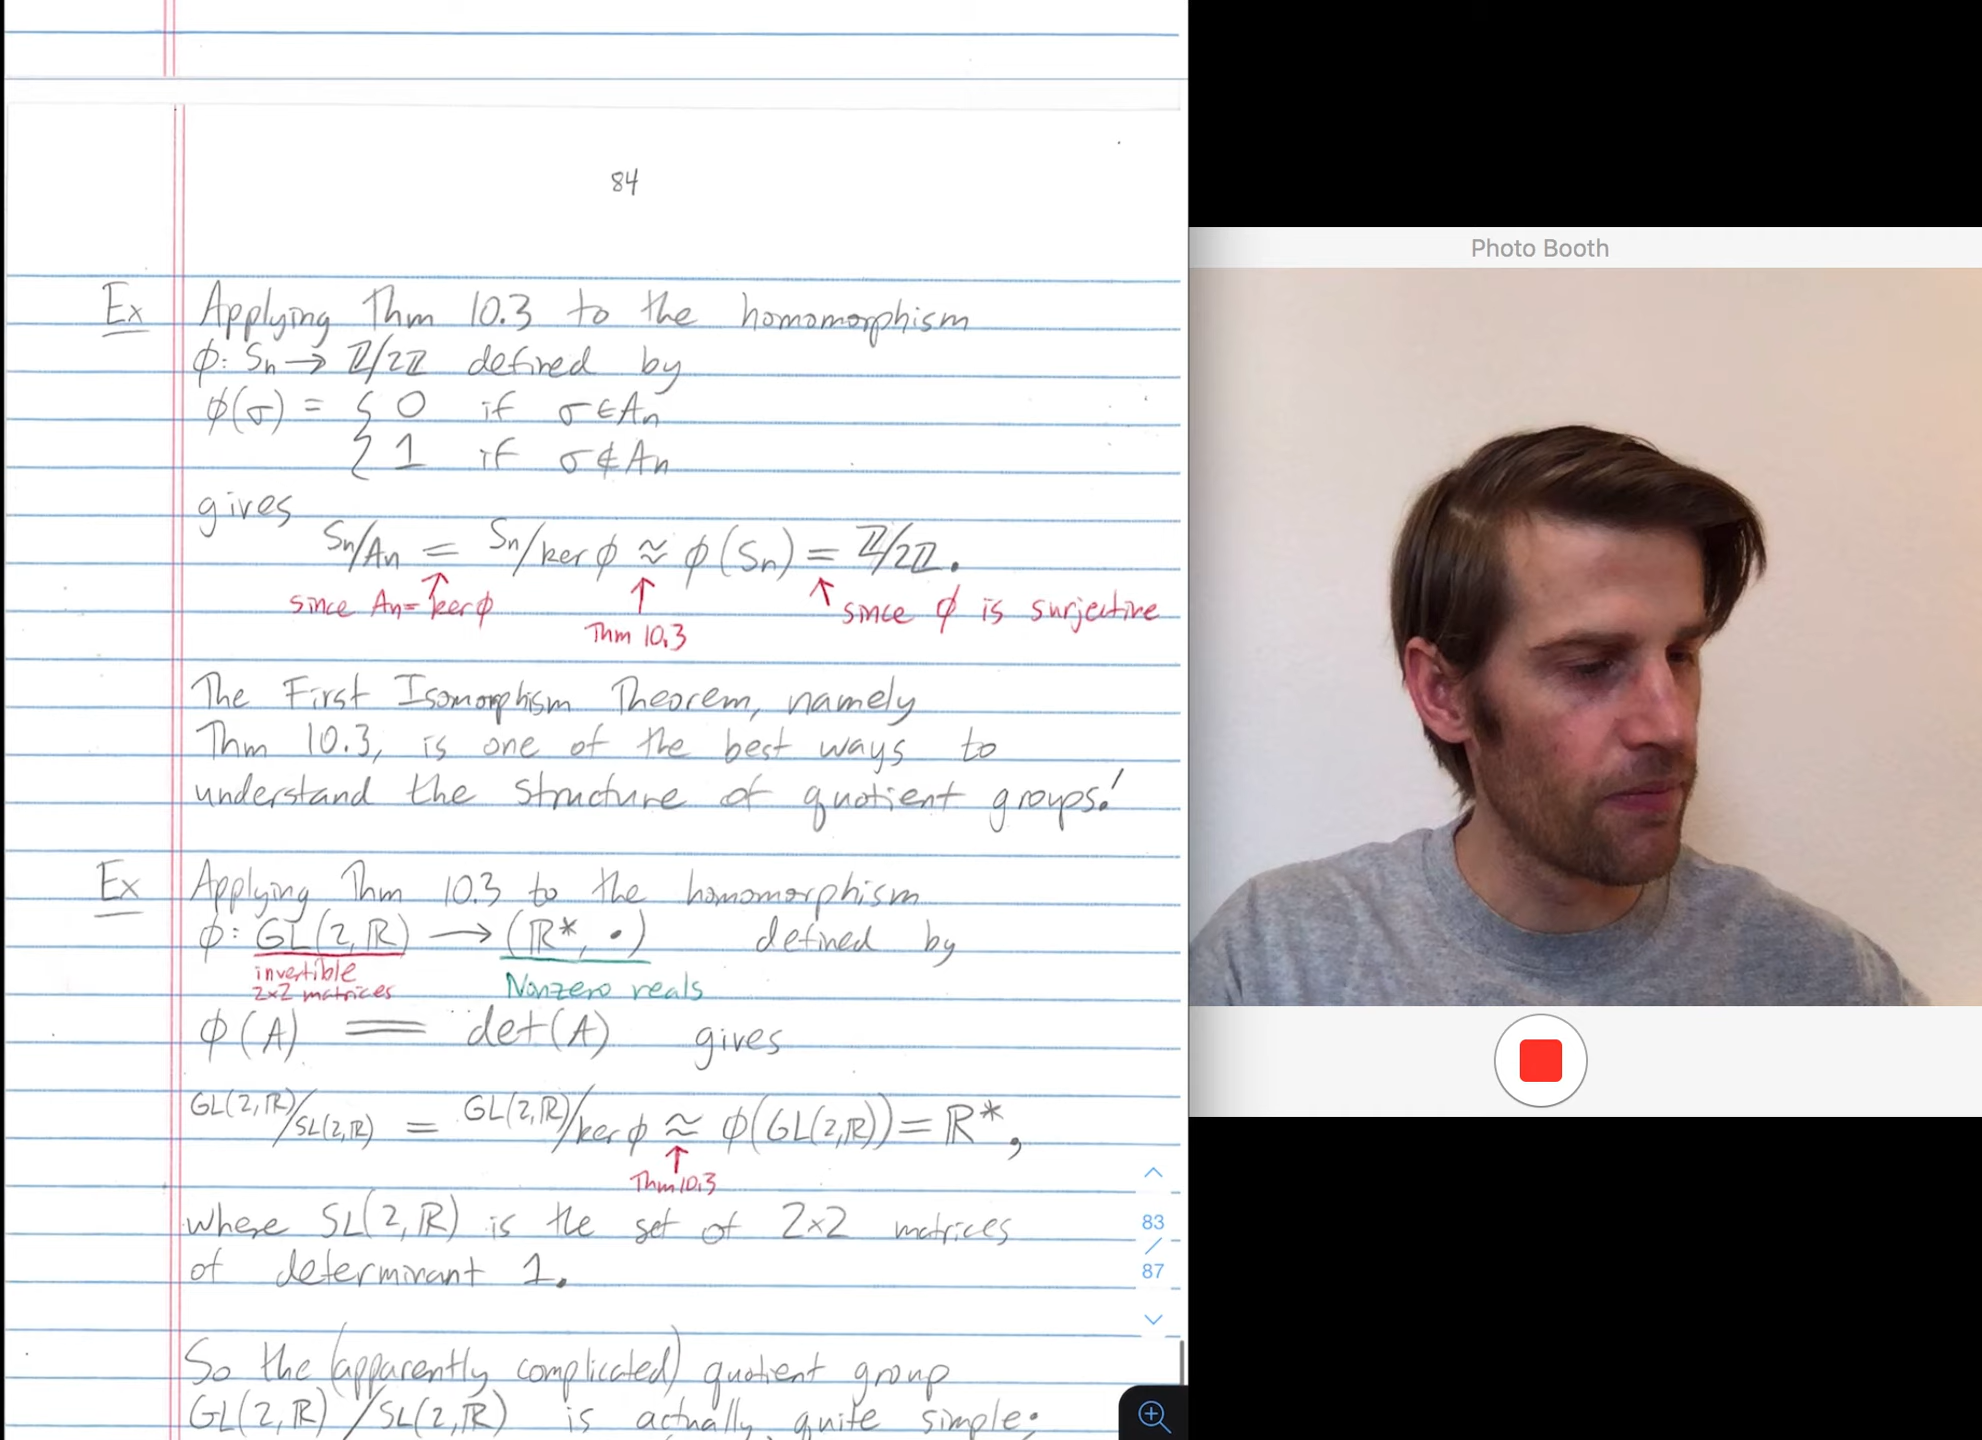 84
Ex Applying Thm 10.3 to the homomorphism
ϕ: Sn → ℤ/2ℤ defined by
ϕ(σ) = { 0 if σ∈An
1 if σ∉An
gives
Sn/An = Sn/ker ϕ ≈ ϕ(Sn) = ℤ/2ℤ.
↑ ↑ ↑
since An = ker ϕ Thm 10.3 since ϕ is surjective
The First Isomorphism Theorem, namely
Thm 10.3, is one of the best ways to
understand the structure of quotient groups!
Ex Applying Thm 10.3 to the homomorphism
ϕ: GL(2,ℝ) → (ℝ*, •) defined by
invertible
2x2 matrices Nonzero reals
ϕ(A) = det(A) gives
GL(2,ℝ)/SL(2,ℝ) = GL(2,ℝ)/ker ϕ ≈ ϕ(GL(2,ℝ)) = ℝ*,
↑
Thm 10.3
where SL(2,ℝ) is the set of 2×2 matrices
of determinant 1.
So the (apparently complicated) quotient group
GL(2,ℝ)/SL(2,ℝ) is actually quite simple:
83
/
87
Photo Booth